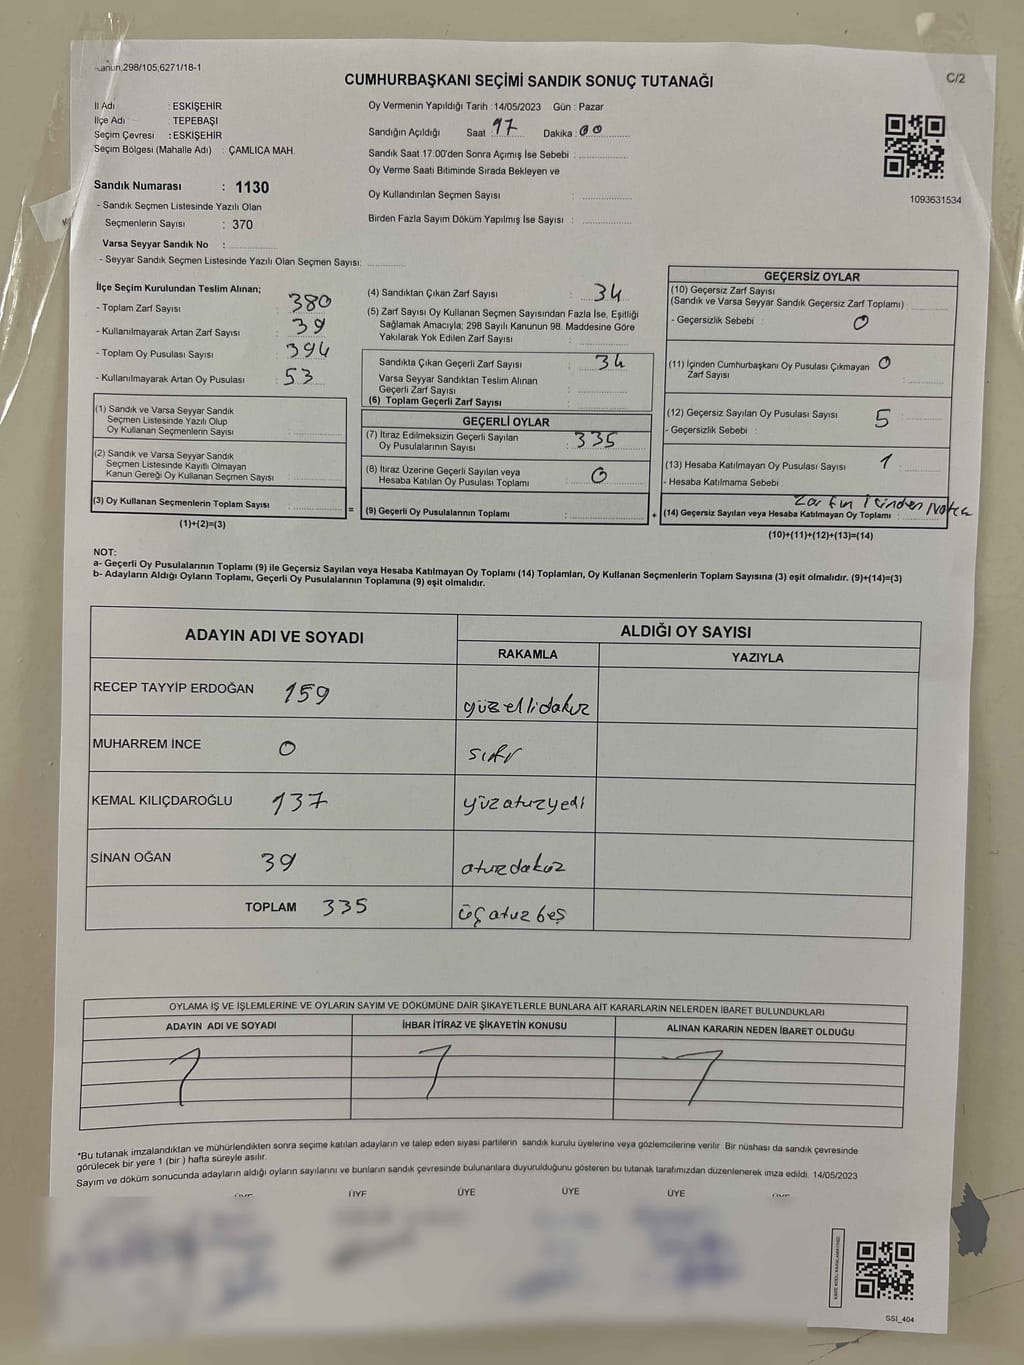 Kanun,298/105,6271/18-1
C/2
CUMHURBAŞKANI SEÇİMİ SANDIK SONUÇ TUTANAĞI
İl Adı : ESKİŞEHİR
İlçe Adı : TEPEBAŞI
Seçim Çevresi : ESKİŞEHİR
Seçim Bölgesi (Mahalle Adı) : ÇAMLICA MAH.
Sandık Numarası : 1130
- Sandık Seçmen Listesinde Yazılı Olan
Seçmenlerin Sayısı : 370
Varsa Seyyar Sandık No :
- Seyyar Sandık Seçmen Listesinde Yazılı Olan Seçmen Sayısı:
Oy Vermenin Yapıldığı Tarih :14/05/2023 Gün : Pazar
Sandığın Açıldığı Saat : 17 Dakika : 00
Sandık Saat 17.00'den Sonra Açımış İse Sebebi :
Oy Verme Saati Bitiminde Sırada Bekleyen ve
Oy Kullandırılan Seçmen Sayısı :
Birden Fazla Sayım Döküm Yapılmış İse Sayısı :
1093631534
İlçe Seçim Kurulundan Teslim Alınan;
- Toplam Zarf Sayısı : 380
- Kullanılmayarak Artan Zarf Sayısı : 39
- Toplam Oy Pusulası Sayısı : 394
- Kullanılmayarak Artan Oy Pusulası : 53
(1) Sandık ve Varsa Seyyar Sandık
Seçmen Listesinde Yazılı Olup
Oy Kullanan Seçmenlerin Sayısı :
(2) Sandık ve Varsa Seyyar Sandık
Seçmen Listesinde Kayıtlı Olmayan
Kanun Gereği Oy Kullanan Seçmen Sayısı :
(3) Oy Kullanan Seçmenlerin Toplam Sayısı :
(1)+(2)=(3)
(4) Sandıktan Çıkan Zarf Sayısı : 34
(5) Zarf Sayısı Oy Kullanan Seçmen Sayısından Fazla İse, Eşitliği
Sağlamak Amacıyla; 298 Sayılı Kanunun 98. Maddesine Göre
Yakılarak Yok Edilen Zarf Sayısı :
Sandıkta Çıkan Geçerli Zarf Sayısı : 34
Varsa Seyyar Sandıktan Teslim Alınan
Geçerli Zarf Sayısı :
(6) Toplam Geçerli Zarf Sayısı :
GEÇERLİ OYLAR
(7) İtiraz Edilmeksizin Geçerli Sayılan
Oy Pusulalarının Sayısı : 335
(8) İtiraz Üzerine Geçerli Sayılan veya
Hesaba Katılan Oy Pusulası Toplamı : 0
= (9) Geçerli Oy Pusulalarının Toplamı :
GEÇERSİZ OYLAR
(10) Geçersiz Zarf Sayısı
(Sandık ve Varsa Seyyar Sandık Geçersiz Zarf Toplamı) :
- Geçersizlik Sebebi : 0
(11) İçinden Cumhurbaşkanı Oy Pusulası Çıkmayan 0
Zarf Sayısı :
(12) Geçersiz Sayılan Oy Pusulası Sayısı : 5
- Geçersizlik Sebebi :
(13) Hesaba Katılmayan Oy Pusulası Sayısı : 1
- Hesaba Katılmama Sebebi :
Zarfın İçinden
+ (14) Geçersiz Sayılan veya Hesaba Katılmayan Oy Toplamı :
(10)+(11)+(12)+(13)=(14)
NOT:
a- Geçerli Oy Pusulalarının Toplamı (9) ile Geçersiz Sayılan veya Hesaba Katılmayan Oy Toplamı (14) Toplamları, Oy Kullanan Seçmenlerin Toplam Sayısına (3) eşit olmalıdır. (9)+(14)=(3)
b- Adayların Aldığı Oyların Toplamı, Geçerli Oy Pusulalarının Toplamına (9) eşit olmalıdır.
ADAYIN ADI VE SOYADI
ALDIĞI OY SAYISI
RAKAMLA YAZIYLA
RECEP TAYYİP ERDOĞAN 159 yüzellidokuz
MUHARREM İNCE 0 sıfır
KEMAL KILIÇDAROĞLU 137 yüzotuzyedi
SİNAN OĞAN 39 otuzdokuz
TOPLAM 335 üçotuzbeş
OYLAMA İŞ VE İŞLEMLERİNE VE OYLARIN SAYIM VE DÖKÜMÜNE DAİR ŞİKAYETLERLE BUNLARA AİT KARARLARIN NELERDEN İBARET BULUNDUKLARI
ADAYIN ADI VE SOYADI İHBAR İTİRAZ VE ŞİKAYETİN KONUSU ALINAN KARARIN NEDEN İBARET OLDUĞU
*Bu tutanak imzalandıktan ve mühürlendikten sonra seçime katılan adayların ve talep eden siyasi partilerin sandık kurulu üyelerine veya gözlemcilerine verilir. Bir nüshası da sandık çevresinde
görülecek bir yere 1 (bir ) hafta süreyle asılır.
Sayım ve döküm sonucunda adayların aldığı oyların sayılarını ve bunların sandık çevresinde bulunanlara duyurulduğunu gösteren bu tutanak tarafımızdan düzenlenerek imza edildi. 14/05/2023
ÜYE ÜYE ÜYE ÜYE ÜYE
SSI_404